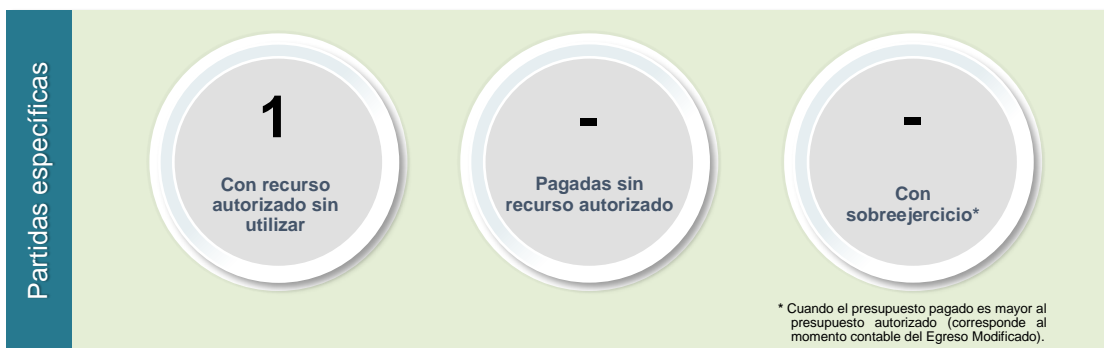 Partidas específicas
1
Con recurso
autorizado sin
utilizar
-
Pagadas sin
recurso autorizado
-
Con
sobreejercicio*
* Cuando el presupuesto pagado es mayor al
presupuesto autorizado (corresponde al
momento contable del Egreso Modificado).